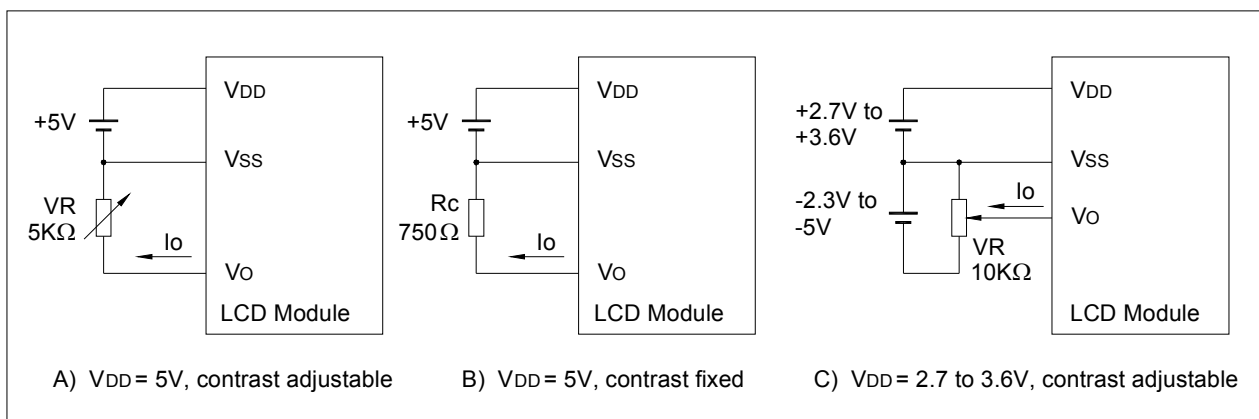 VDD
+5V
VSS
VR
5KΩ
Io
VO
LCD Module
A) VDD = 5V, contrast adjustable
VDD
+5V
VSS
Rc
750Ω
Io
VO
LCD Module
B) VDD = 5V, contrast fixed
VDD
+2.7V to
+3.6V
VSS
-2.3V to
-5V
Io
VO
VR
10KΩ
LCD Module
C) VDD = 2.7 to 3.6V, contrast adjustable